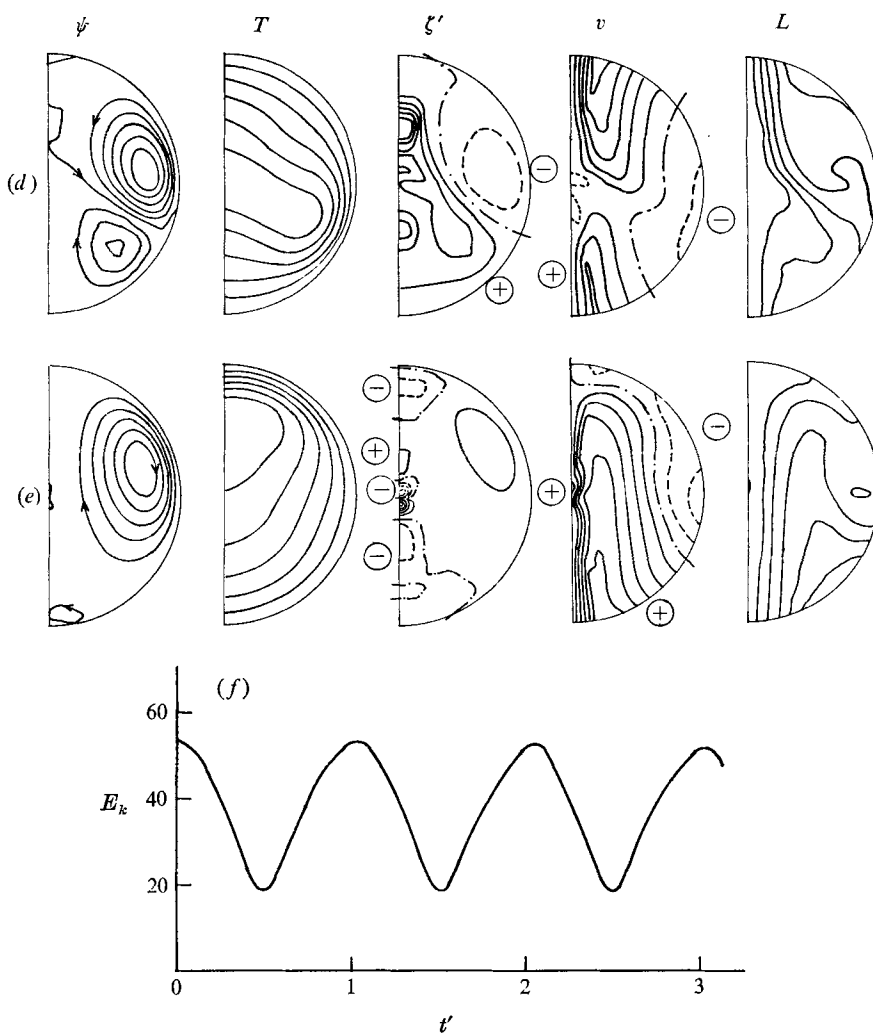 ψ T ζ′ v L
(d)
⊖
⊖
⊕
⊕
⊖
⊖
⊕
(e) ⊖ ⊕
⊖
⊕
(f)
60
E_k 40
20
0 1 2 3
t′